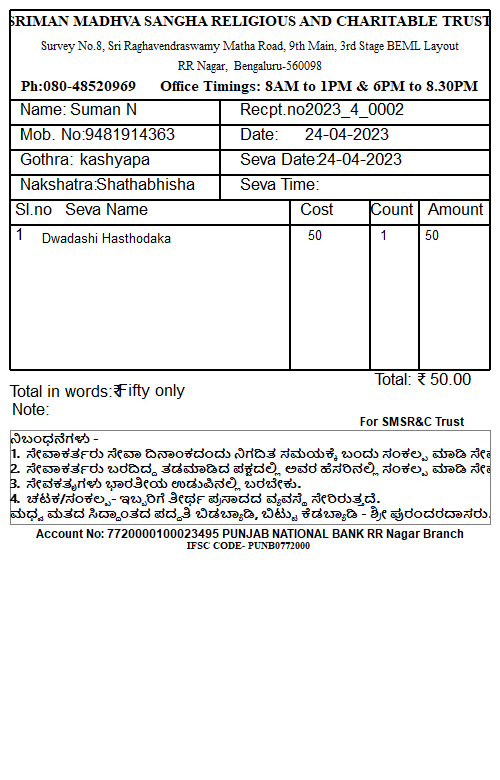 SRIMAN MADHVA SANGHA RELIGIOUS AND CHARITABLE TRUST
Survey No.8, Sri Raghavendraswamy Matha Road, 9th Main, 3rd Stage BEML Layout
RR Nagar, Bengaluru-560098
Ph:080-48520969 Office Timings: 8AM to 1PM & 6PM to 8.30PM
Name: Suman N Recpt.no2023_4_0002
Mob. No:9481914363 Date: 24-04-2023
Gothra: kashyapa Seva Date:24-04-2023
Nakshatra:Shathabhisha Seva Time:
Sl.no Seva Name Cost Count Amount
1 Dwadashi Hasthodaka 50 1 50
Total: ₹ 50.00
Total in words:₹Fifty only
Note:
For SMSR&C Trust
ನಿಬಂಧನೆಗಳು -
1. ಸೇವಾಕರ್ತರು ಸೇವಾ ದಿನಾಂಕದಂದು ನಿಗದಿತ ಸಮಯಕ್ಕೆ ಬಂದು ಸಂಕಲ್ಪ ಮಾಡಿ ಸೇವ
2. ಸೇವಾಕರ್ತರು ಬರದಿದ್ದ ತಡಮಾಡಿದ ಪಕ್ಷದಲ್ಲಿ ಅವರ ಹೆಸರಿನಲ್ಲಿ ಸಂಕಲ್ಪ ಮಾಡಿ ಸೇವ
3. ಸೇವಕತೃಗಳು ಭಾರತೀಯ ಉಡುಪಿನಲ್ಲಿ ಬರಬೇಕು.
4. ಚಟಕ/ಸಂಕಲ್ಪ- ಇಬ್ಬರಿಗೆ ತೀರ್ಥ ಪ್ರಸಾದದ ವ್ಯವಸ್ಥೆ ಸೇರಿರುತ್ತದೆ.
ಮಧ್ವ ಮತದ ಸಿದ್ಧಾಂತದ ಪದ್ಧತಿ ಬಿಡಬ್ಯಾಡಿ, ಬಿಟ್ಟು ಕೆಡಬ್ಯಾಡಿ - ಶ್ರೀ ಪುರಂದರದಾಸರು.
Account No: 7720000100023495 PUNJAB NATIONAL BANK RR Nagar Branch
IFSC CODE- PUNB0772000